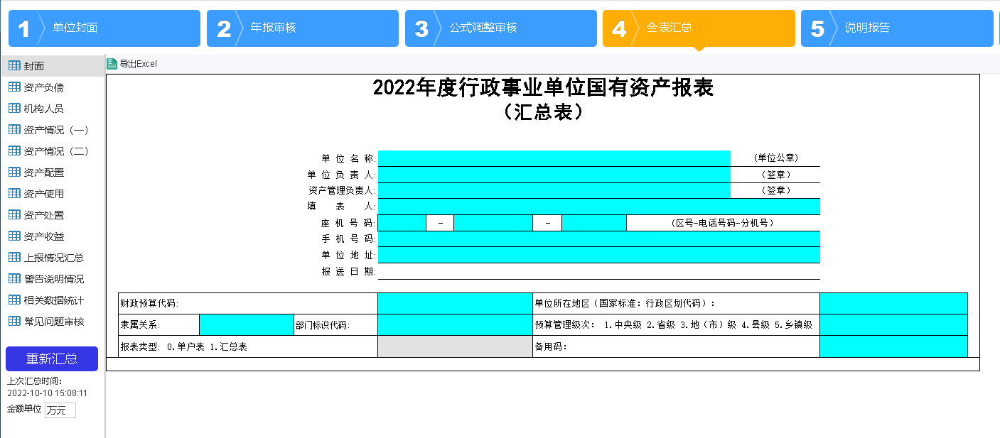 1 单位封面 2 年报审核 3 公式调整审核 4 全表汇总 5 说明报告
导出Excel
封面
资产负债
机构人员
资产情况（一）
资产情况（二）
资产配置
资产使用
资产处置
资产收益
上报情况汇总
警告说明情况
相关数据统计
常见问题审核
重新汇总
上次汇总时间:
2022-10-10 15:08:11
金额单位 万元
2022年度行政事业单位国有资产报表
（汇总表）
单 位 名 称: (单位公章)
单 位 负 责 人: (签章)
资产管理负责人: (签章)
填 表 人:
座 机 号 码: - - (区号-电话号码-分机号)
手 机 号 码:
单 位 地 址:
报 送 日 期:
财政预算代码: 单位所在地区（国家标准: 行政区划代码）:
隶属关系: 部门标识代码: 预算管理级次: 1.中央级 2.省级 3.地（市）级 4.县级 5.乡镇级
报表类型: 0.单户表 1.汇总表 备用码: